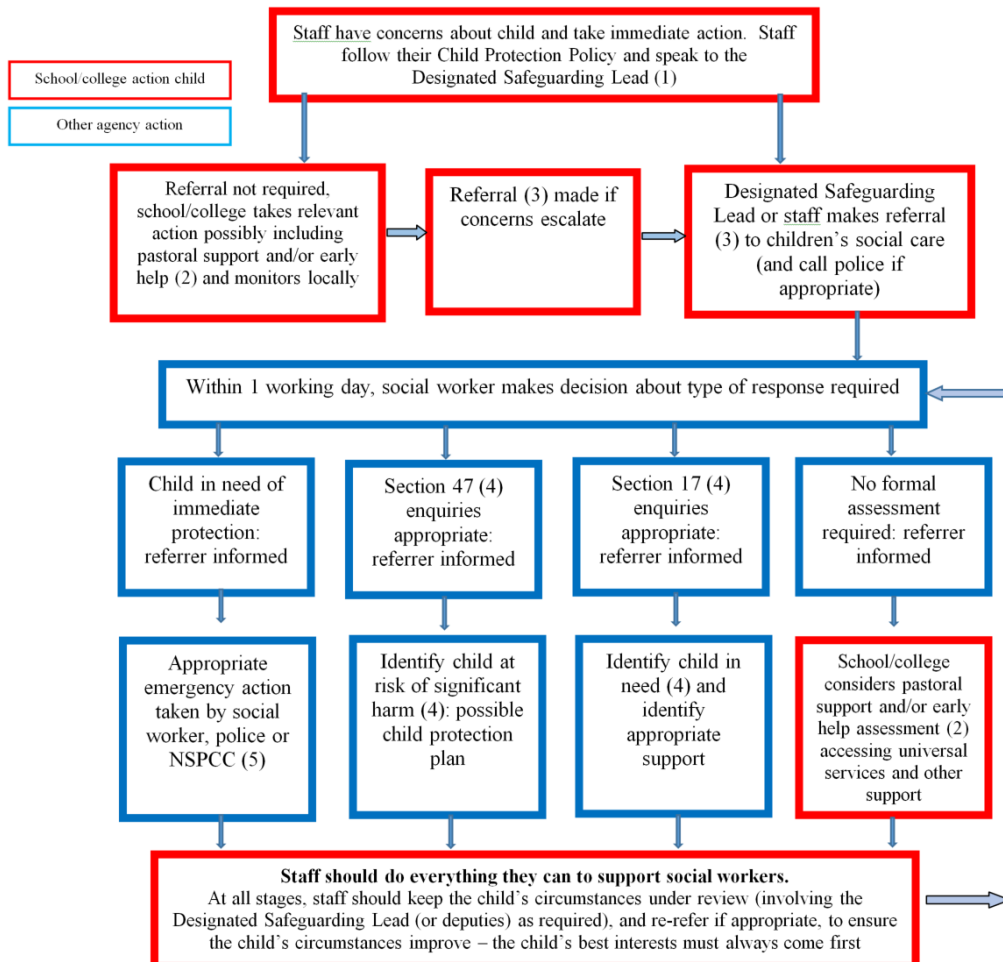 Staff have concerns about child and take immediate action.  Staff
follow their Child Protection Policy and speak to the
Designated Safeguarding Lead (1)
School/college action child
Other agency action
Referral not required,
school/college takes relevant
action possibly including
pastoral support and/or early
help (2) and monitors locally
Referral (3) made if
concerns escalate
Designated Safeguarding
Lead or staff makes referral
(3) to children’s social care
(and call police if
appropriate)
Within 1 working day, social worker makes decision about type of response required
Child in need of
immediate
protection:
referrer informed
Section 47 (4)
enquiries
appropriate:
referrer informed
Section 17 (4)
enquiries
appropriate:
referrer informed
No formal
assessment
required: referrer
informed
Appropriate
emergency action
taken by social
worker, police or
NSPCC (5)
Identify child at
risk of significant
harm (4): possible
child protection
plan
Identify child in
need (4) and
identify
appropriate
support
School/college
considers pastoral
support and/or early
help assessment (2)
accessing universal
services and other
support
Staff should do everything they can to support social workers.
At all stages, staff should keep the child’s circumstances under review (involving the
Designated Safeguarding Lead (or deputies) as required), and re-refer if appropriate, to ensure
the child’s circumstances improve – the child’s best interests must always come first